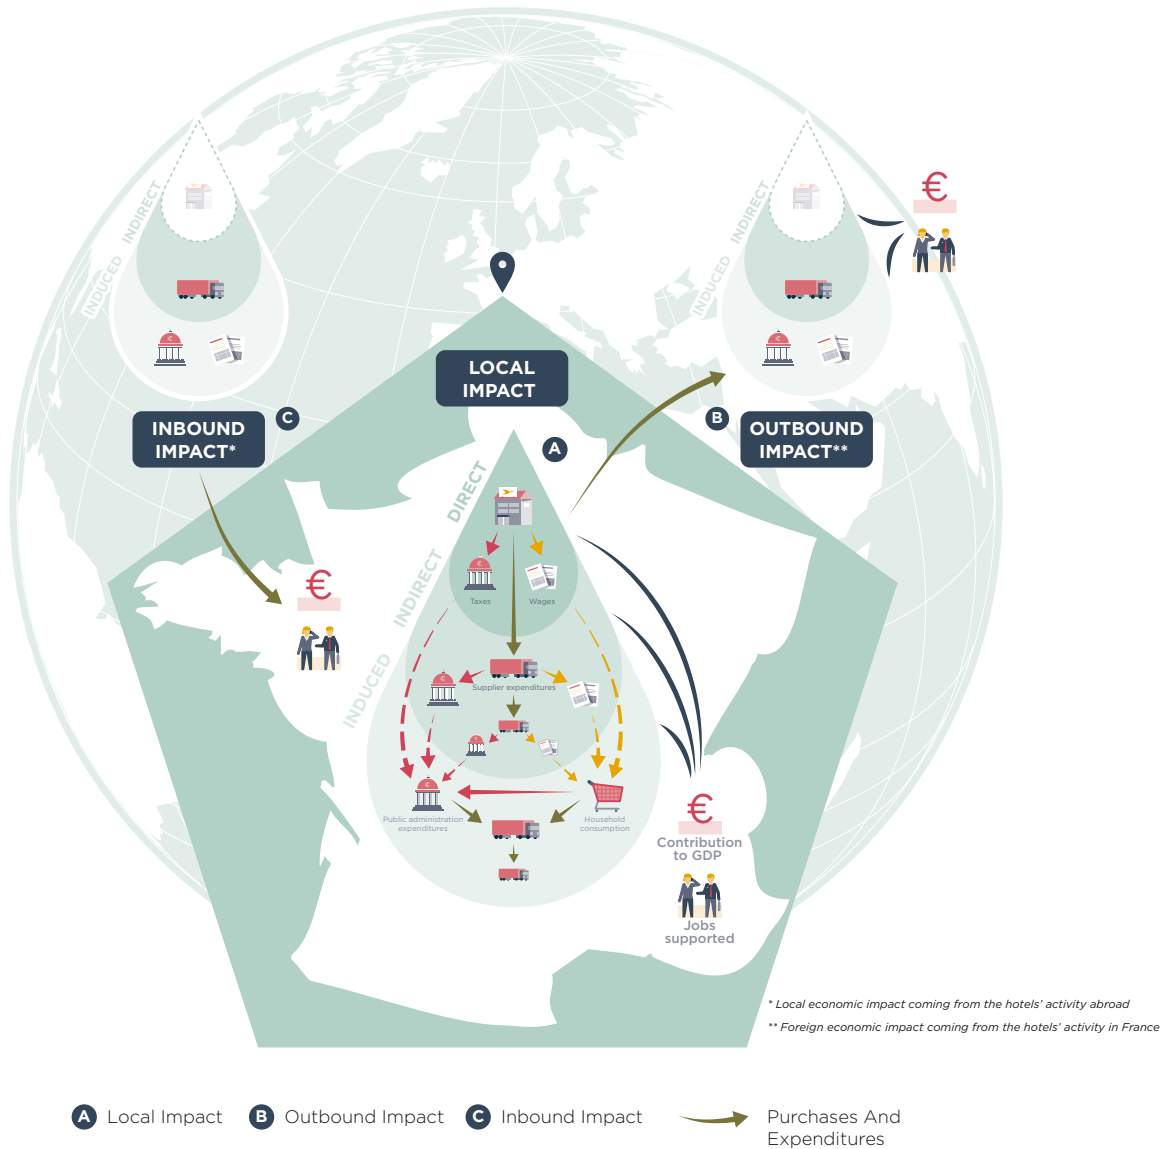 INDIRECT
INDUCED
INDIRECT
INDUCED
€
LOCAL
IMPACT
INBOUND
IMPACT*
C
A
B
OUTBOUND
IMPACT**
DIRECT
INDIRECT
INDUCED
Taxes
Wages
Supplier expenditures
€
Public administration
expenditures
Household
consumption
€
Contribution
to GDP
Jobs
supported
* Local economic impact coming from the hotels' activity abroad
** Foreign economic impact coming from the hotels' activity in France
A Local Impact
B Outbound Impact
C Inbound Impact
Purchases And
Expenditures